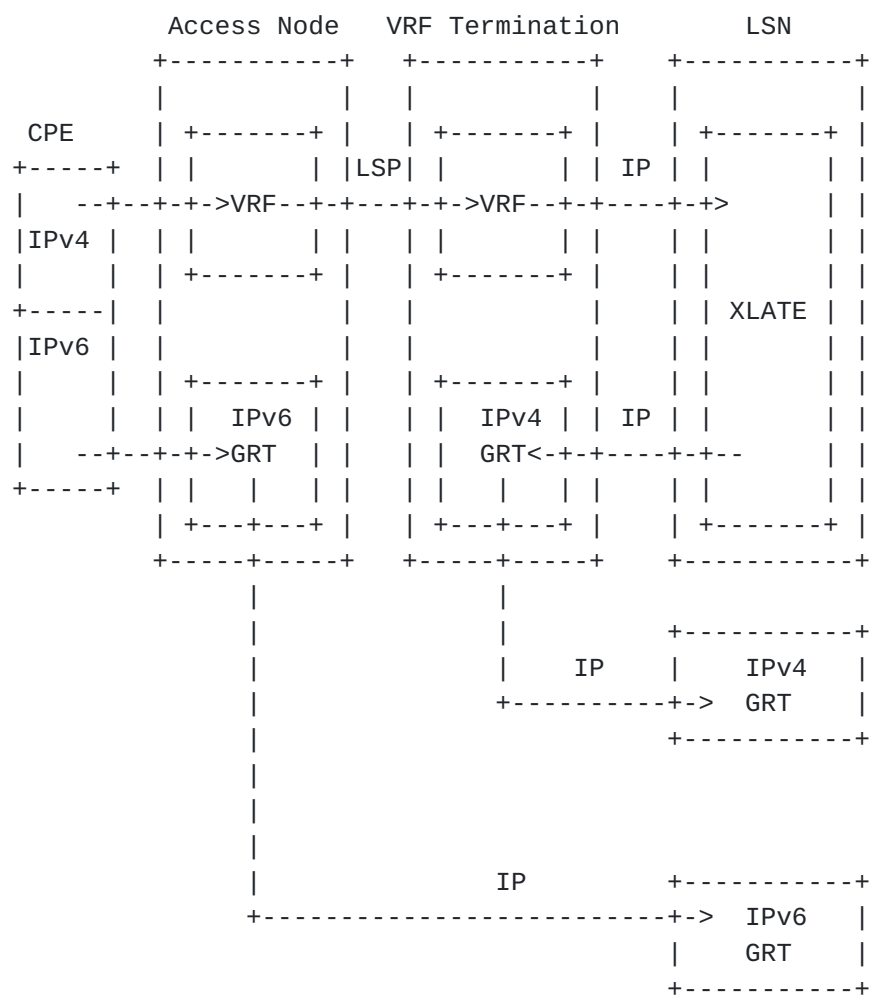 Access Node VRF Termination LSN
CPE
LSP IP
VRF VRF
IPv4
XLATE
IPv6
IPv6 IPv4 IP
GRT GRT
IP IPv4
GRT
IP
IPv6
GRT